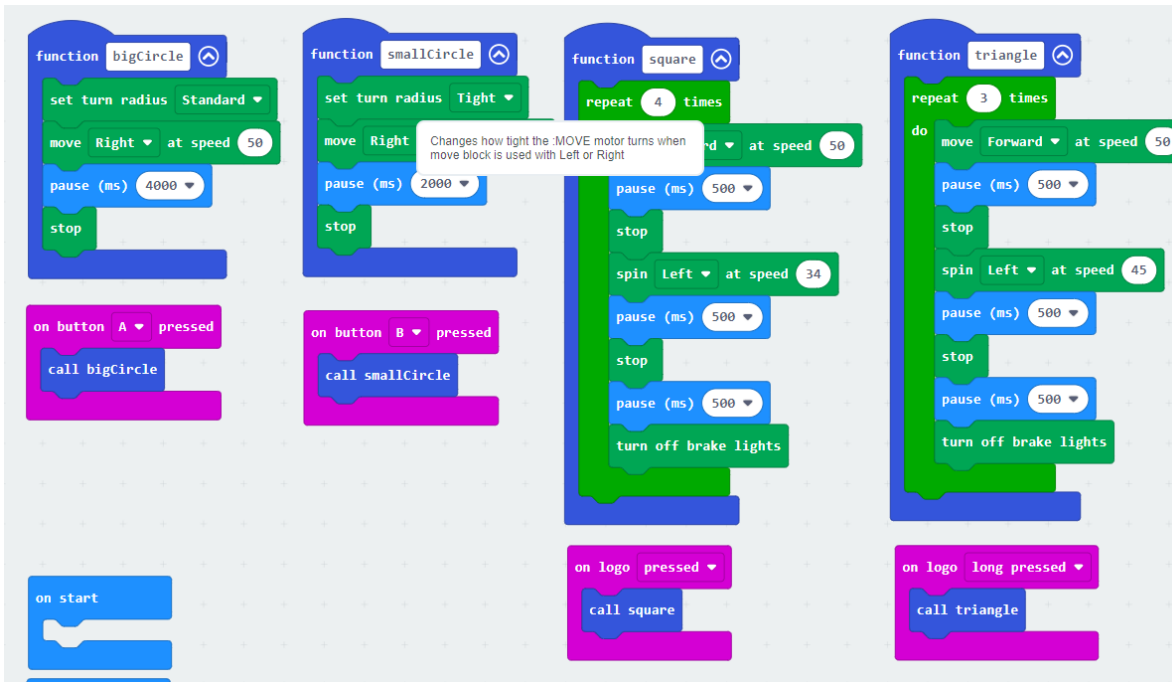 function bigCircle
set turn radius Standard
move Right at speed 50
pause (ms) 4000
stop
on button A pressed
call bigCircle
on start
function smallCircle
set turn radius Tight
move Right
Changes how tight the :MOVE motor turns when
move block is used with Left or Right
pause (ms) 2000
stop
on button B pressed
call smallCircle
function square
repeat 4 times
at speed 50
pause (ms) 500
stop
spin Left at speed 34
pause (ms) 500
stop
pause (ms) 500
turn off brake lights
on logo pressed
call square
function triangle
repeat 3 times
do
move Forward at speed 50
pause (ms) 500
stop
spin Left at speed 45
pause (ms) 500
stop
pause (ms) 500
turn off brake lights
on logo long pressed
call triangle